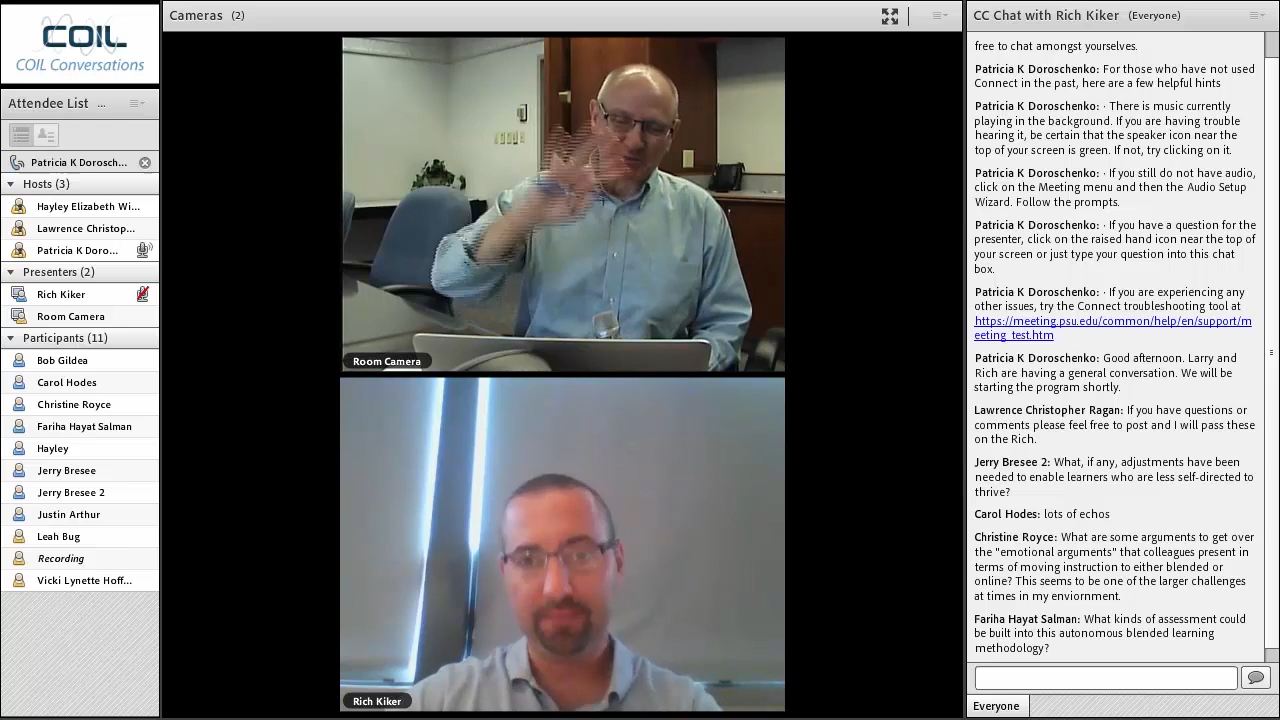 COIL
COIL Conversations
Attendee List ...
Patricia K Dorosch...
Hosts (3)
Hayley Elizabeth Wi...
Lawrence Christop...
Patricia K Doro...
Presenters (2)
Rich Kiker
Room Camera
Participants (11)
Bob Gildea
Carol Hodes
Christine Royce
Fariha Hayat Salman
Hayley
Jerry Bresee
Jerry Bresee 2
Justin Arthur
Leah Bug
Recording
Vicki Lynette Hoff...
Cameras (2)
Room Camera
Rich Kiker
CC Chat with Rich Kiker (Everyone)
free to chat amongst yourselves.
Patricia K Doroschenko: For those who have not used
Connect in the past, here are a few helpful hints
Patricia K Doroschenko: · There is music currently
playing in the background. If you are having trouble
hearing it, be certain that the speaker icon near the
top of your screen is green. If not, try clicking on it.
Patricia K Doroschenko: · If you still do not have audio,
click on the Meeting menu and then the Audio Setup
Wizard. Follow the prompts.
Patricia K Doroschenko: · If you have a question for the
presenter, click on the raised hand icon near the top of
your screen or just type your question into this chat
box.
Patricia K Doroschenko: · If you are experiencing any
other issues, try the Connect troubleshooting tool at
https://meeting.psu.edu/common/help/en/support/m
eeting_test.htm
Patricia K Doroschenko: afternoon. Larry and
Rich are having a general conversation. We will be
starting the program shortly.
Lawrence Christopher Ragan: If you have questions or
comments please feel free to post and I will pass these
on the Rich.
Jerry Bresee 2: What, if any, adjustments have been
needed to enable learners who are less self-directed to
thrive?
Carol Hodes: lots of echos
Christine Royce: What are some arguments to get over
the "emotional arguments" that colleagues present in
terms of moving instruction to either blended or
online? This seems to be one of the larger challenges
at times in my enviornment.
Fariha Hayat Salman: What kinds of assessment could
be built into this autonomous blended learning
methodology?
Everyone